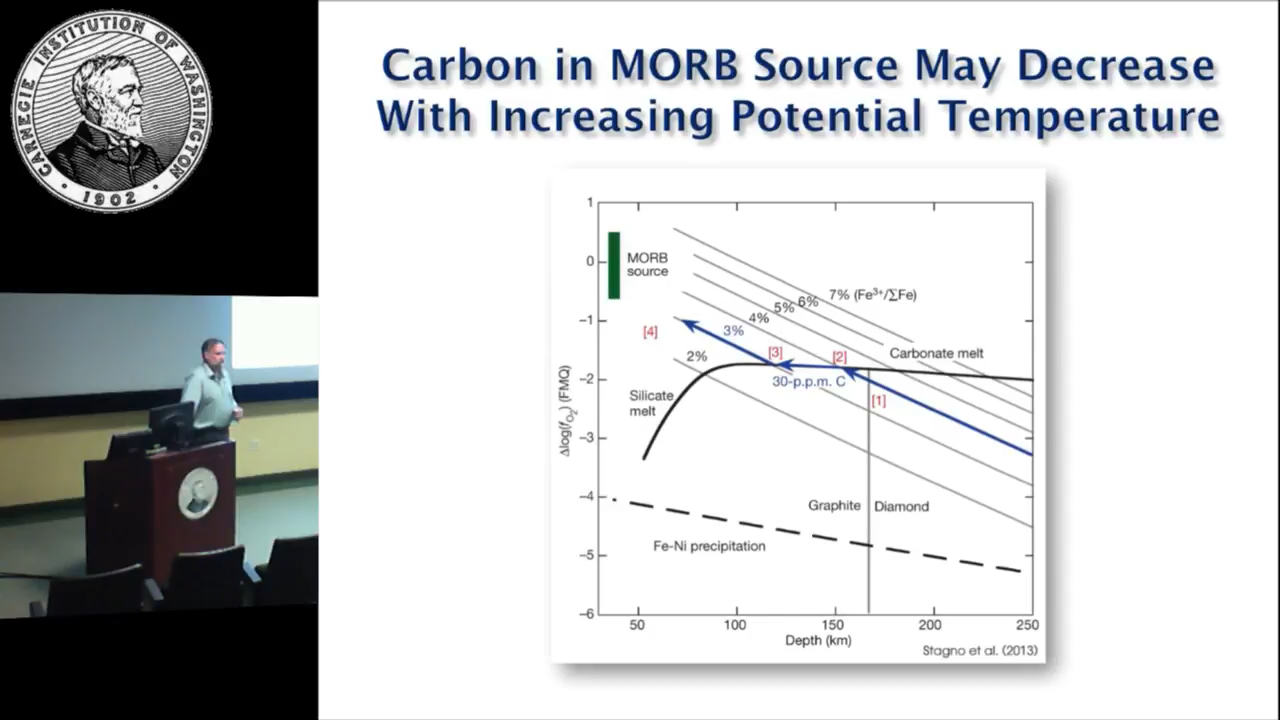 CARNEGIE INSTITUTION OF WASHINGTON
· 1902 ·
Carbon in MORB Source May Decrease
With Increasing Potential Temperature
1
0
−1
−2
−3
−4
−5
−6
Δlog(fO2) (FMQ)
MORB
source
7% (Fe3+/ΣFe)
6%
5%
4%
3%
2%
[4]
[3]
[2]
[1]
Carbonate melt
30-p.p.m. C
Silicate
melt
Graphite
Diamond
Fe-Ni precipitation
50
100
150
200
250
Depth (km)
Stagno et al. (2013)